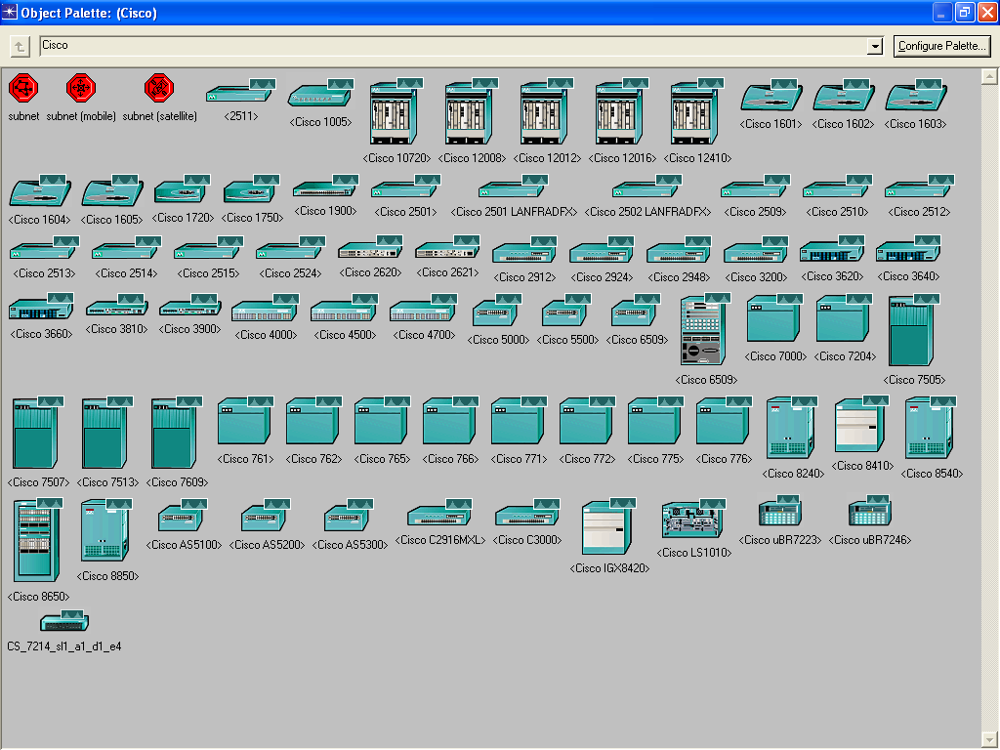 Object Palette: (Cisco)
Cisco
Configure Palette...
subnet
subnet (mobile)
subnet (satellite)
<2511>
<Cisco 1005>
<Cisco 10720>
<Cisco 12008>
<Cisco 12012>
<Cisco 12016>
<Cisco 12410>
<Cisco 1601>
<Cisco 1602>
<Cisco 1603>
<Cisco 1604>
<Cisco 1605>
<Cisco 1720>
<Cisco 1750>
<Cisco 1900>
<Cisco 2501>
<Cisco 2501 LANFRADFX>
<Cisco 2502 LANFRADFX>
<Cisco 2509>
<Cisco 2510>
<Cisco 2512>
<Cisco 2513>
<Cisco 2514>
<Cisco 2515>
<Cisco 2524>
<Cisco 2620>
<Cisco 2621>
<Cisco 2912>
<Cisco 2924>
<Cisco 2948>
<Cisco 3200>
<Cisco 3620>
<Cisco 3640>
<Cisco 3660>
<Cisco 3810>
<Cisco 3900>
<Cisco 4000>
<Cisco 4500>
<Cisco 4700>
<Cisco 5000>
<Cisco 5500>
<Cisco 6509>
<Cisco 6509>
<Cisco 7000>
<Cisco 7204>
<Cisco 7505>
<Cisco 7507>
<Cisco 7513>
<Cisco 7609>
<Cisco 761>
<Cisco 762>
<Cisco 765>
<Cisco 766>
<Cisco 771>
<Cisco 772>
<Cisco 775>
<Cisco 776>
<Cisco 8240>
<Cisco 8410>
<Cisco 8540>
<Cisco 8650>
<Cisco 8850>
<Cisco AS5100>
<Cisco AS5200>
<Cisco AS5300>
<Cisco C2916MXL>
<Cisco C3000>
<Cisco IGX8420>
<Cisco LS1010>
<Cisco uBR7223>
<Cisco uBR7246>
CS_7214_sl1_a1_d1_e4